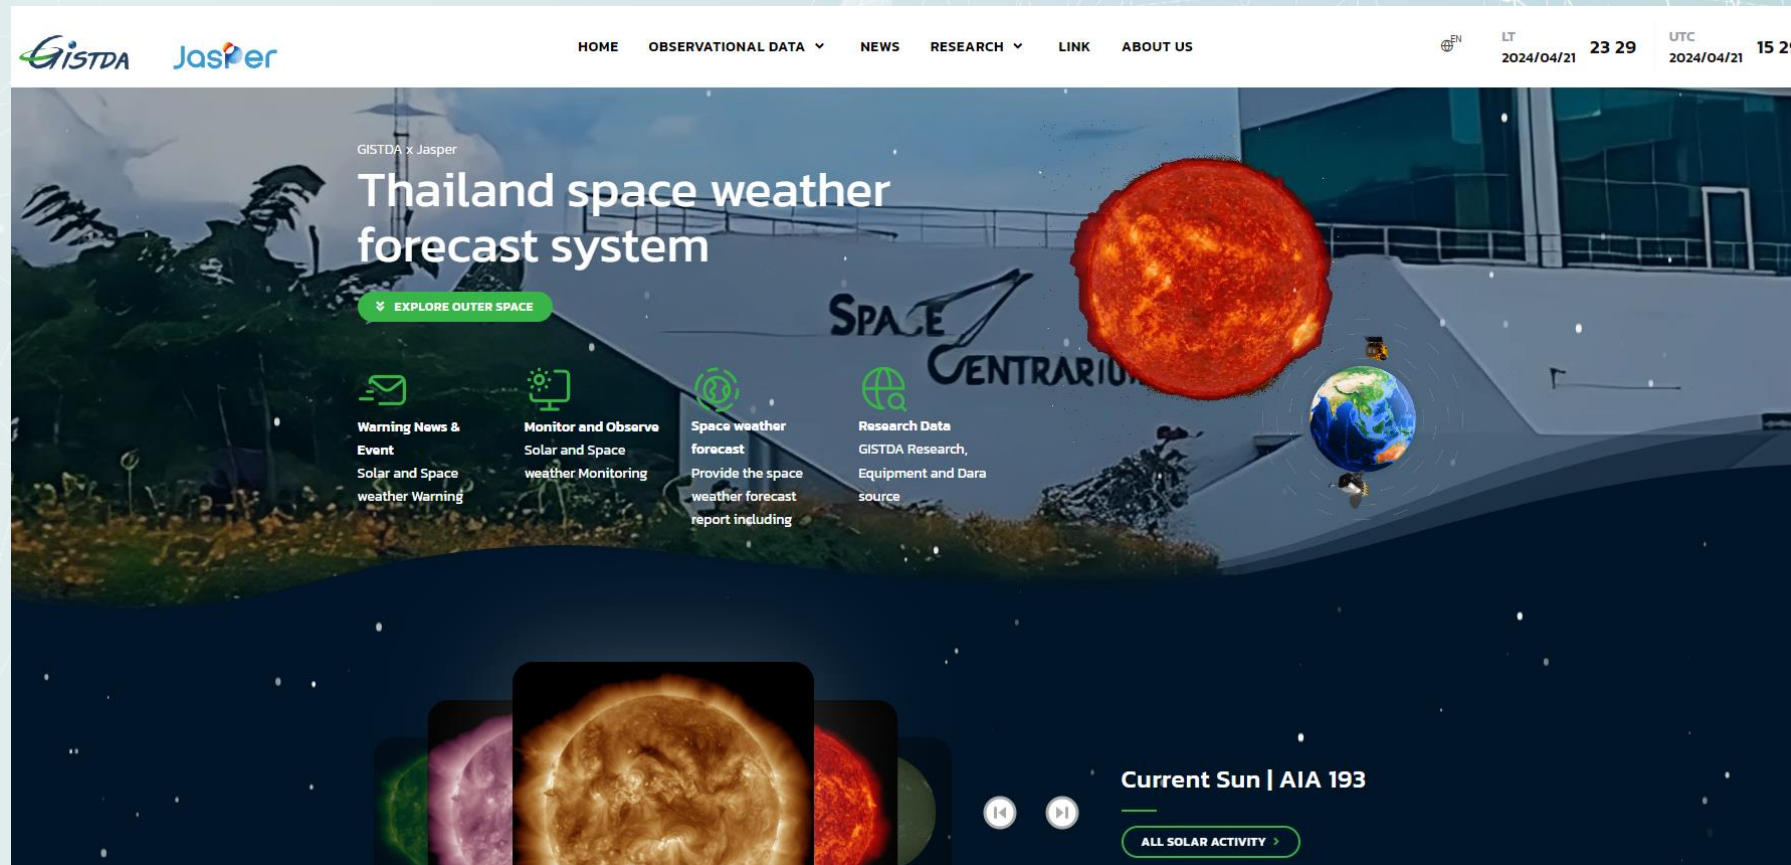 GISTDA
Jasper
HOME
OBSERVATIONAL DATA
NEWS
RESEARCH
LINK
ABOUT US
EN
LT
2024/04/21
23 29
UTC
2024/04/21
15 29
GISTDA x Jasper
Thailand space weather
forecast system
EXPLORE OUTER SPACE
SPACE
CENTRARIUM
Warning News &
Event
Solar and Space
weather Warning
Monitor and Observe
Solar and Space
weather Monitoring
Space weather
forecast
Provide the space
weather forecast
report including
Research Data
GISTDA Research,
Equipment and Dara
source
Current Sun | AIA 193
ALL SOLAR ACTIVITY